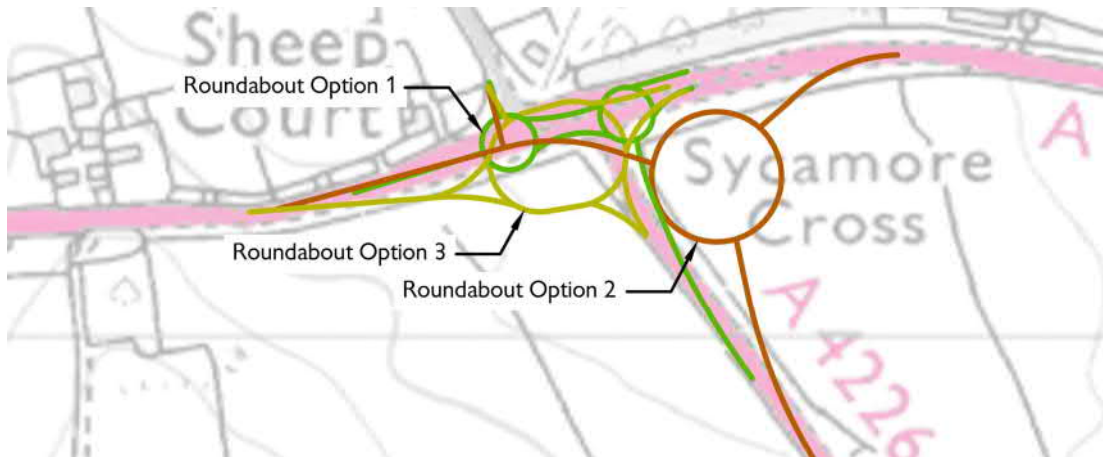 Sheep
Court
Roundabout Option 1
Sycamore
Cross
A
Roundabout Option 3
Roundabout Option 2
A 4226